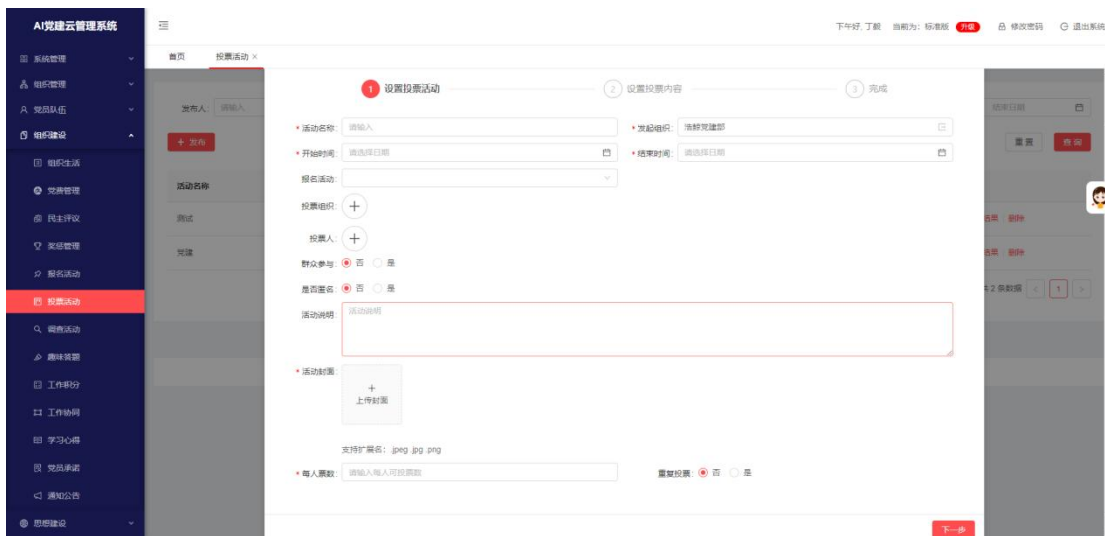 AI党建云管理系统
下午好, 丁毅 当前为：标准版 升级 修改密码 退出系统
系统管理
首页 投票活动 ×
组织管理
党员队伍
组织建设
组织生活
党费管理
民主评议
奖惩管理
报名活动
投票活动
调查活动
趣味答题
工作积分
工作协同
学习心得
党员承诺
通知公告
思想建设
发布人: 请输入
结束日期
+ 发布
重置 查询
活动名称
测试
结果 删除
党建
结果 删除
共 2 条数据 < 1 >
1 设置投票活动 2 设置投票内容 3 完成
* 活动名称: 请输入 * 发起组织:
* 开始时间: 请选择日期 * 结束时间: 请选择日期
报名活动:
投票组织: +
投票人: +
群众参与: 否 是
是否匿名: 否 是
活动说明: 活动说明
* 活动封面: + 上传封面
支持扩展名: .jpeg .jpg .png
* 每人票数: 请输入每人可投票数 重复投票: 否 是
下一步